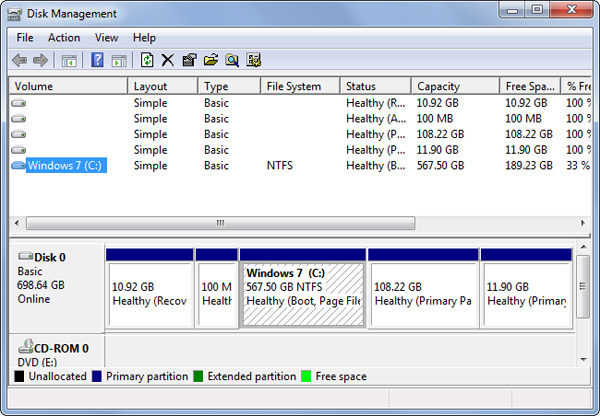 Disk Management
File Action View Help
Volume Layout Type File System Status Capacity Free Spa... % Fre
Simple Basic Healthy (R... 10.92 GB 10.92 GB 100 %
Simple Basic Healthy (A... 100 MB 100 MB 100 %
Simple Basic Healthy (P... 108.22 GB 108.22 GB 100 %
Simple Basic Healthy (P... 11.90 GB 11.90 GB 100 %
Windows 7 (C:) Simple Basic NTFS Healthy (B... 567.50 GB 189.23 GB 33 %
Disk 0
Basic
698.64 GB
Online
10.92 GB
Healthy (Recov
100 M
Health
Windows 7 (C:)
567.50 GB NTFS
Healthy (Boot, Page File
108.22 GB
Healthy (Primary Pa
11.90 GB
Healthy (Primary
CD-ROM 0
DVD (E:)
Unallocated Primary partition Extended partition Free space